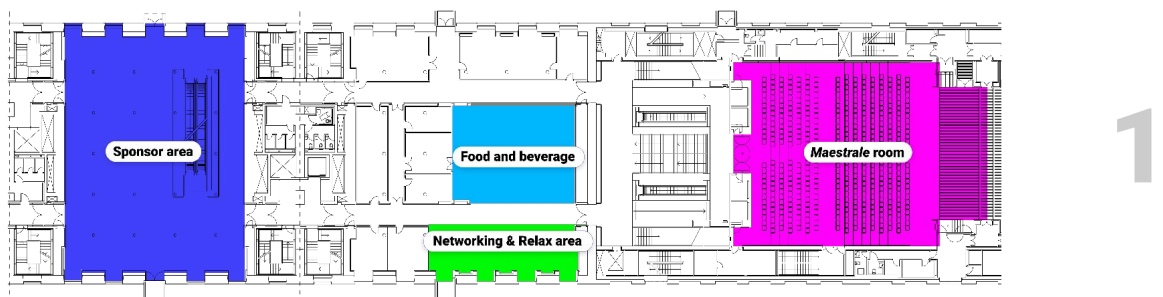 Sponsor area
Food and beverage
Maestrale room
Networking & Relax area
1